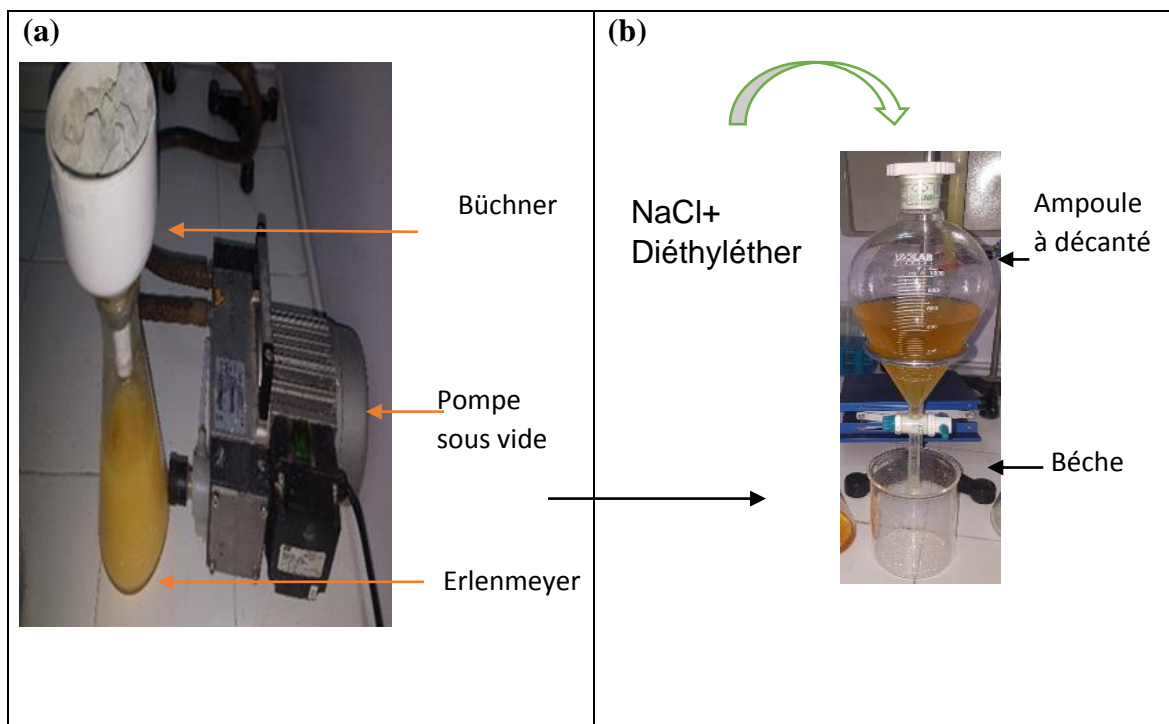 (a)
Büchner
Pompe
sous vide
Erlenmeyer
(b)
NaCl+
Diéthyléther
Ampoule
à décanté
Béche